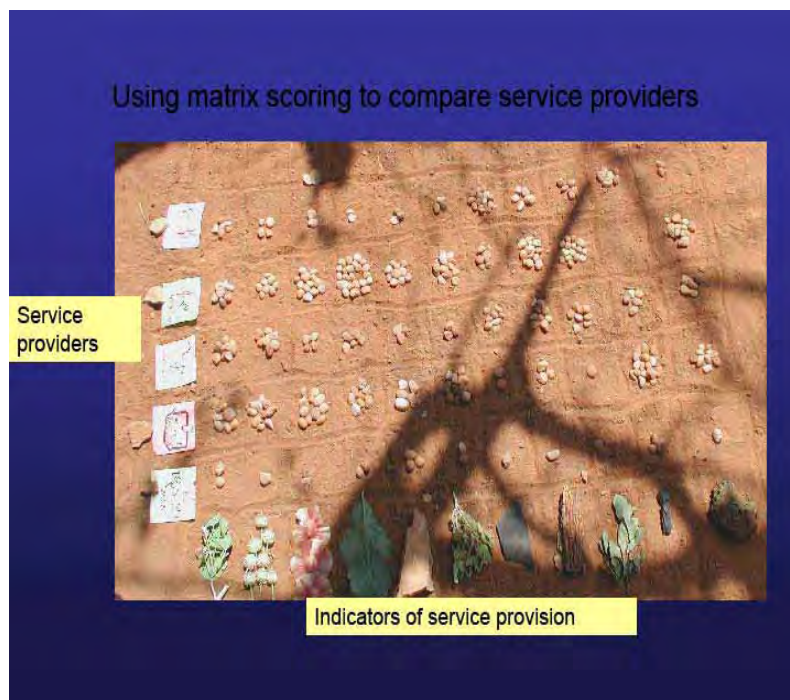 Using matrix scoring to compare service providers
Service
providers
Indicators of service provision